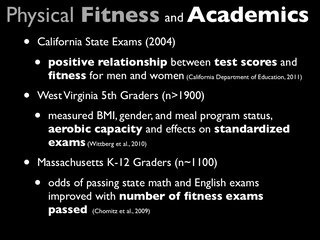 Physical Fitness and Academics
• California State Exams (2004)
• positive relationship between test scores and
fitness for men and women (California Department of Education, 2011)
• West Virginia 5th Graders (n>1900)
• measured BMI, gender, and meal program status,
aerobic capacity and effects on standardized
exams (Wittberg et al., 2010)
• Massachusetts K-12 Graders (n~1100)
• odds of passing state math and English exams
improved with number of fitness exams
passed (Chomitz et al., 2009)